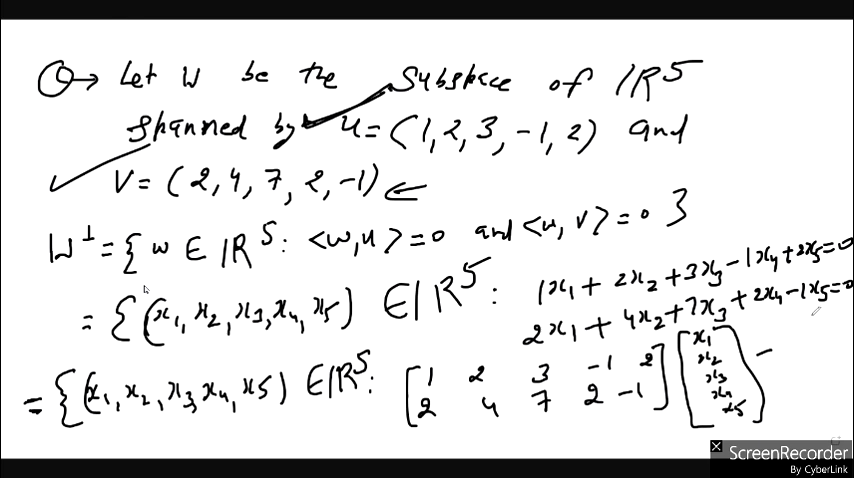 Q→ Let W be the Subspace of IR⁵
spanned by u = (1, 2, 3, -1, 2) and
V = (2, 4, 7, 2, -1) ←
W⊥ = { w ∈ IR⁵ : <w,u> = 0 and <u, v> = 0 }
= { (x₁, x₂, x₃, x₄, x₅) ∈ IR⁵ : 1x₁ + 2x₂ + 3x₃ - 1x₄ + 2x₅ = 0
2x₁ + 4x₂ + 7x₃ + 2x₄ - 1x₅ = 0
= { (x₁, x₂, x₃, x₄, x5) ∈ IR⁵ : [1 2 3 -1 2 [x₁
2 4 7 2 -1] x₂
x₃
x₄
x₅] –
ScreenRecorder
By CyberLink